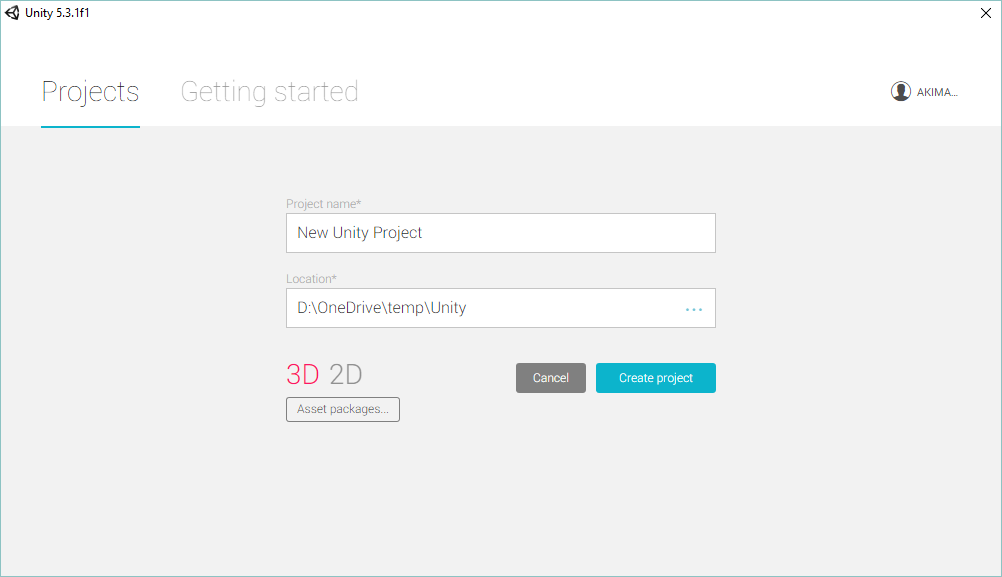 Unity 5.3.1f1
Projects Getting started
AKIMA...
Project name*
New Unity Project
Location*
D:\OneDrive\temp\Unity
...
3D 2D
Cancel Create project
Asset packages...